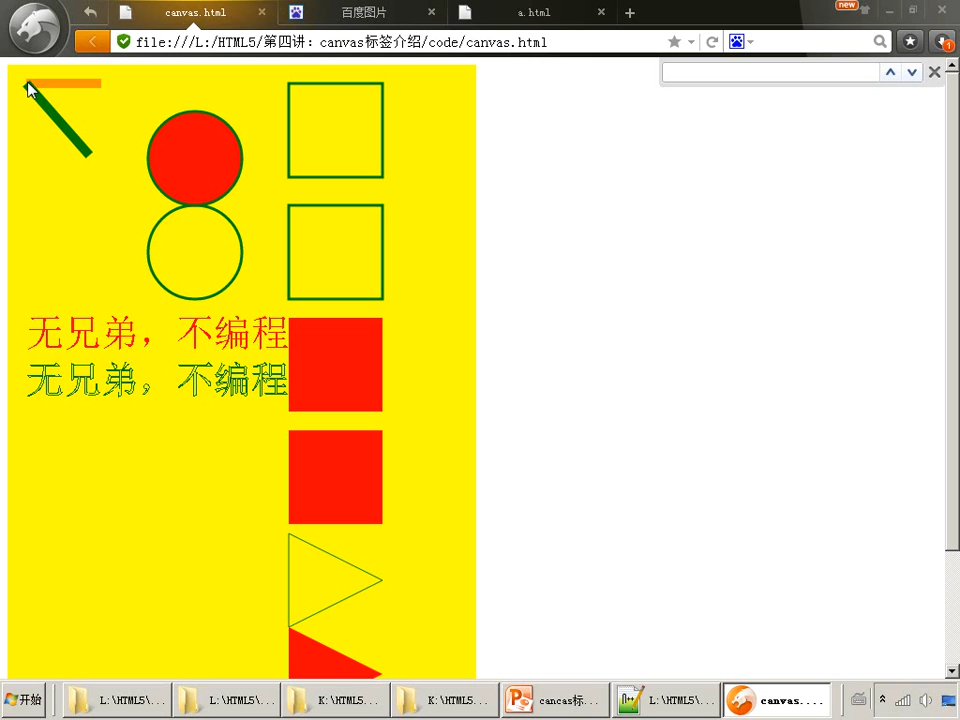 canvas.html
百度图片
a.html
new
file:///L:/HTML5/第四讲：canvas标签介绍/code/canvas.html
1
无兄弟，不编程
无兄弟，不编程
开始
L:\HTML5\...
L:\HTML5\...
K:\HTML5...
K:\HTML5...
cancas标...
L:\HTML5\...
canvas....